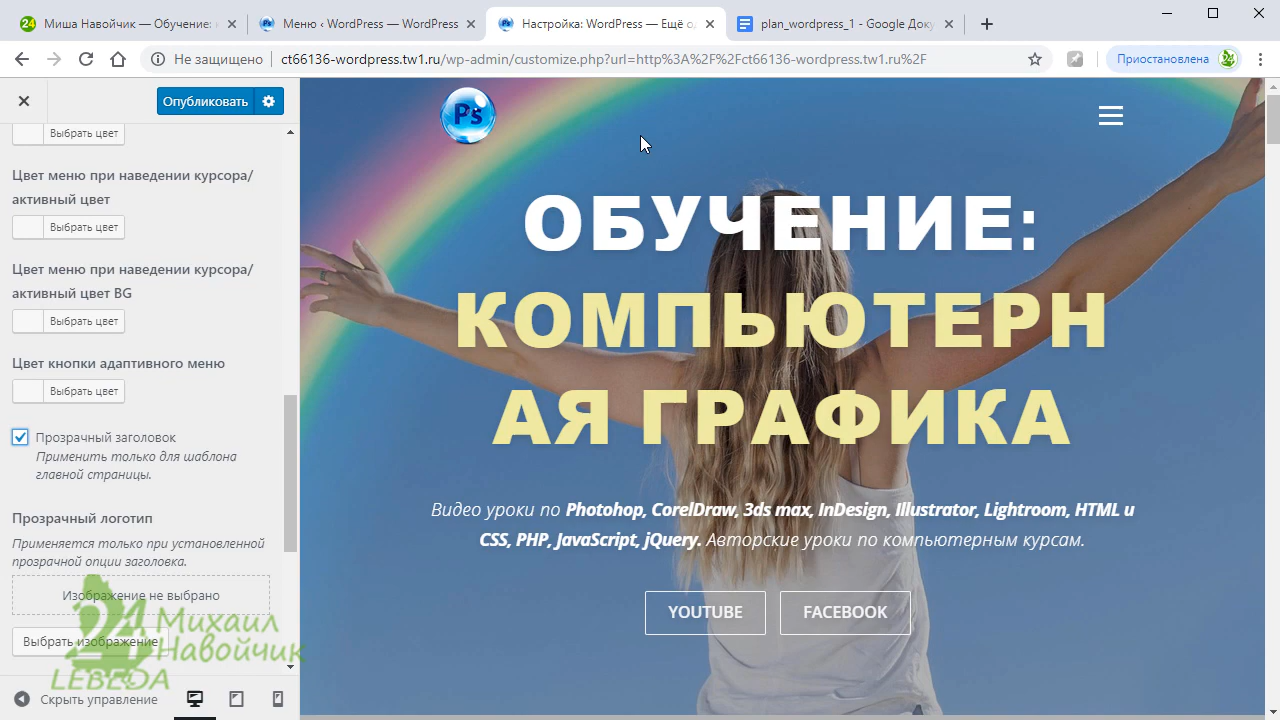 Миша Навойчик — Обучение:
Меню ‹ WordPress — WordPress
Настройка: WordPress — Ещё о
plan_wordpress_1 - Google Доку
Не защищено
ct66136-wordpress.tw1.ru/wp-admin/customize.php?url=http%3A%2F%2Fct66136-wordpress.tw1.ru%2F
Приостановлена
24
Опубликовать
Выбрать цвет
Цвет меню при наведении курсора/
активный цвет
Выбрать цвет
Цвет меню при наведении курсора/
активный цвет BG
Выбрать цвет
Цвет кнопки адаптивного меню
Выбрать цвет
Прозрачный заголовок
Применить только для шаблона
главной страницы.
Прозрачный логотип
Применяется только при установленной
прозрачной опции заголовка.
Изображение не выбрано
Выбрать изображение
Скрыть управление
24
Михаил
Навойчик
LEBEDA
Ps
ОБУЧЕНИЕ:
КОМПЬЮТЕРН
АЯ ГРАФИКА
Видео уроки по Photohop, CorelDraw, 3ds max, InDesign, Illustrator, Lightroom, HTML и
CSS, PHP, JavaScript, jQuery. Авторские уроки по компьютерным курсам.
YOUTUBE
FACEBOOK